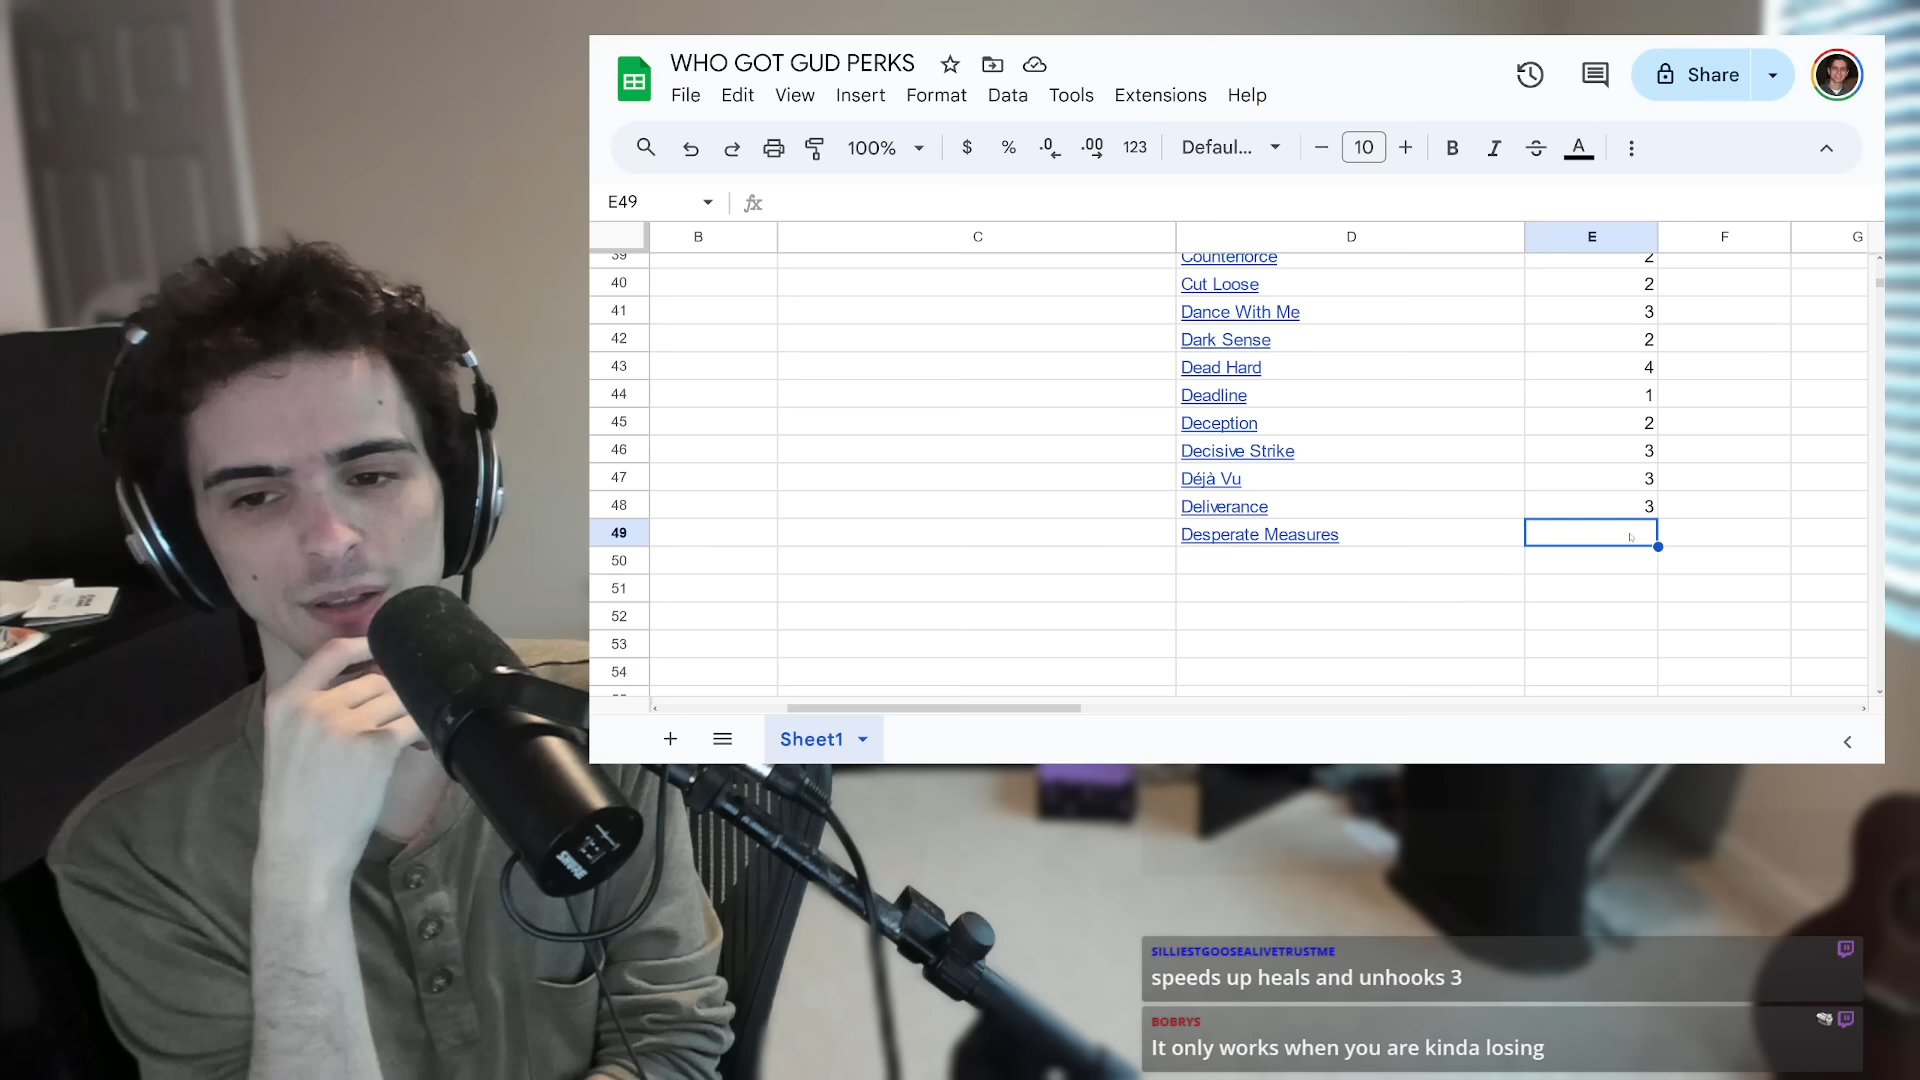 WHO GOT GUD PERKS
File Edit View Insert Format Data Tools Extensions Help
Share
100% $ % .0 .00 123 Defaul... 10 B I S A
E49 fx
B C D E F G
39 Counterforce 2
40 Cut Loose 2
41 Dance With Me 3
42 Dark Sense 2
43 Dead Hard 4
44 Deadline 1
45 Deception 2
46 Decisive Strike 3
47 Déjà Vu 3
48 Deliverance 3
49 Desperate Measures
50
51
52
53
54
Sheet1
SHURE
SILLIESTGOOSEALIVETRUSTME
speeds up heals and unhooks 3
BOBRYS
It only works when you are kinda losing